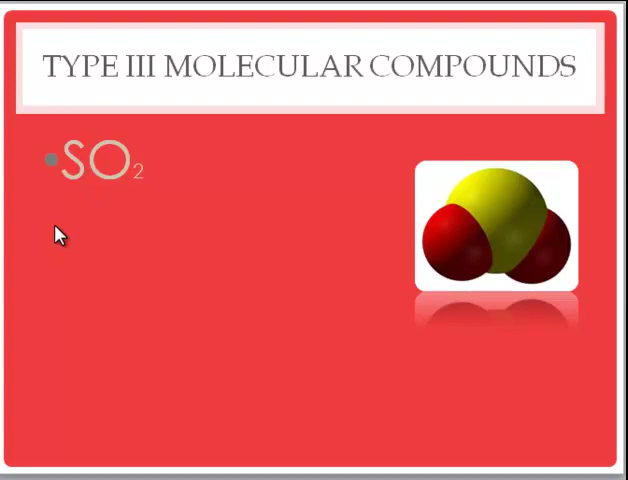 TYPE III MOLECULAR COMPOUNDS
•SO₂